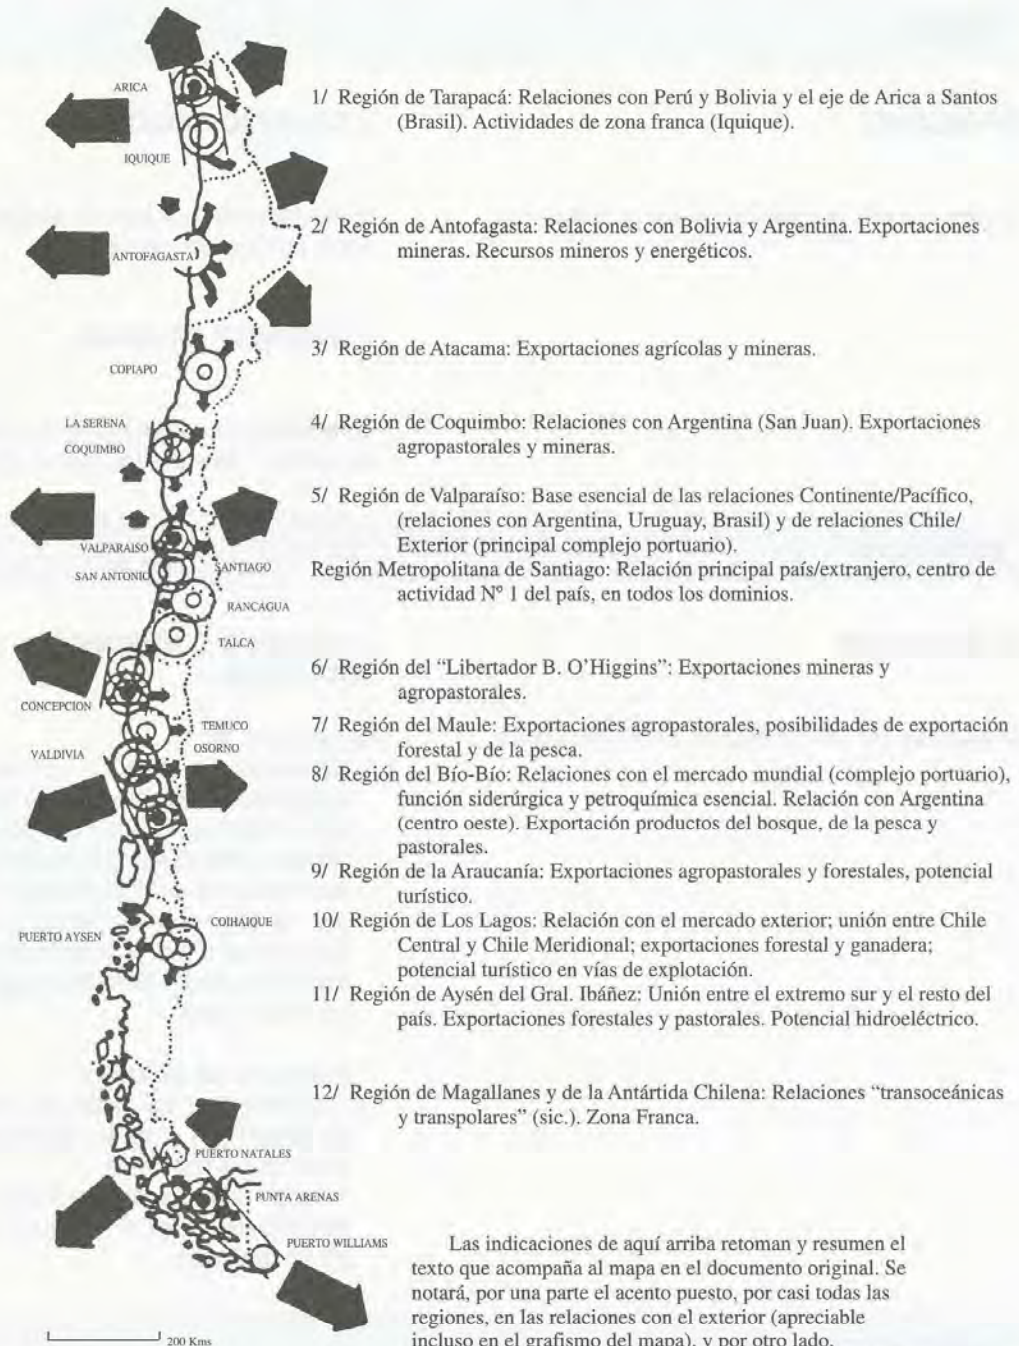 ARICA
1/ Región de Tarapacá: Relaciones con Perú y Bolivia y el eje de Arica a Santos
(Brasil). Actividades de zona franca (Iquique).
IQUIQUE
2/ Región de Antofagasta: Relaciones con Bolivia y Argentina. Exportaciones
mineras. Recursos mineros y energéticos.
ANTOFAGASTA
3/ Región de Atacama: Exportaciones agrícolas y mineras.
COPIAPO
LA SERENA
COQUIMBO
4/ Región de Coquimbo: Relaciones con Argentina (San Juan). Exportaciones
agropastorales y mineras.
5/ Región de Valparaíso: Base esencial de las relaciones Continente/Pacífico,
(relaciones con Argentina, Uruguay, Brasil) y de relaciones Chile/
Exterior (principal complejo portuario).
VALPARAISO
SAN ANTONIO
SANTIAGO
Región Metropolitana de Santiago: Relación principal país/extranjero, centro de
actividad N° 1 del país, en todos los dominios.
RANCAGUA
TALCA
6/ Región del “Libertador B. O’Higgins”: Exportaciones mineras y
agropastorales.
CONCEPCION
TEMUCO
7/ Región del Maule: Exportaciones agropastorales, posibilidades de exportación
forestal y de la pesca.
VALDIVIA
OSORNO
8/ Región del Bío-Bío: Relaciones con el mercado mundial (complejo portuario),
función siderúrgica y petroquímica esencial. Relación con Argentina
(centro oeste). Exportación productos del bosque, de la pesca y
pastorales.
9/ Región de la Araucanía: Exportaciones agropastorales y forestales, potencial
turístico.
10/ Región de Los Lagos: Relación con el mercado exterior; unión entre Chile
Central y Chile Meridional; exportaciones forestal y ganadera;
potencial turístico en vías de explotación.
PUERTO AYSEN
COIHAIQUE
11/ Región de Aysén del Gral. Ibáñez: Unión entre el extremo sur y el resto del
país. Exportaciones forestales y pastorales. Potencial hidroeléctrico.
12/ Región de Magallanes y de la Antártida Chilena: Relaciones “transoceánicas
y transpolares” (sic.). Zona Franca.
PUERTO NATALES
PUNTA ARENAS
PUERTO WILLIAMS
Las indicaciones de aquí arriba retoman y resumen el
texto que acompaña al mapa en el documento original. Se
notará, por una parte el acento puesto, por casi todas las
regiones, en las relaciones con el exterior (apreciable
incluso en el grafismo del mapa), y por otro lado,
200 Kms